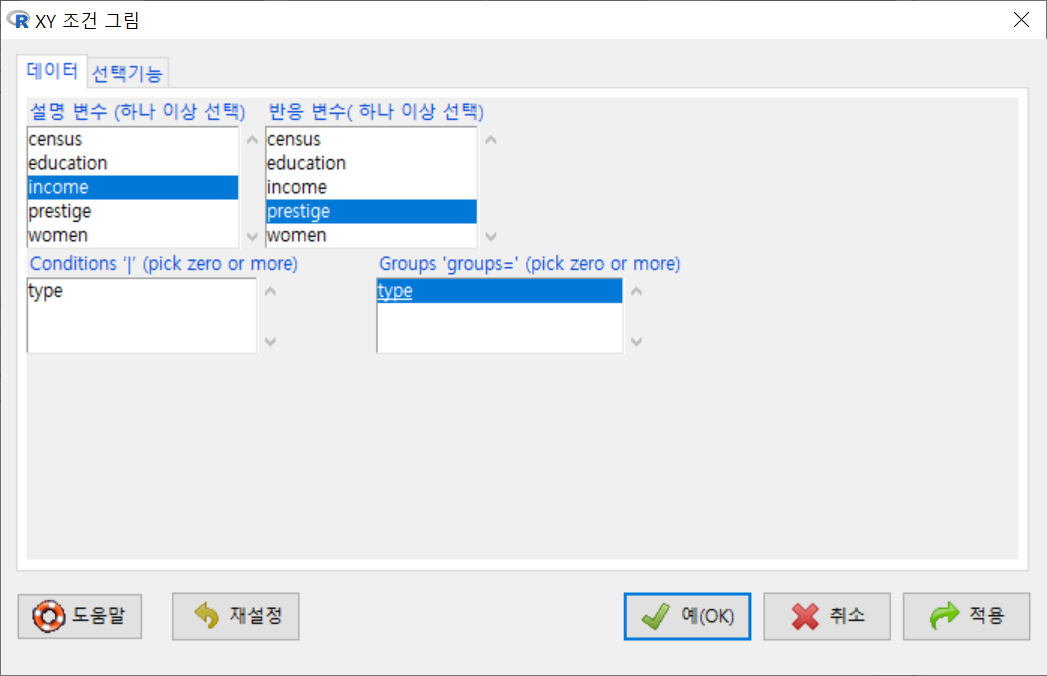 XY 조건 그림
데이터 선택기능
설명 변수 (하나 이상 선택) 반응 변수( 하나 이상 선택)
census census
education education
income income
prestige prestige
women women
Conditions '|' (pick zero or more) Groups 'groups=' (pick zero or more)
type type
도움말 재설정 예(OK) 취소 적용